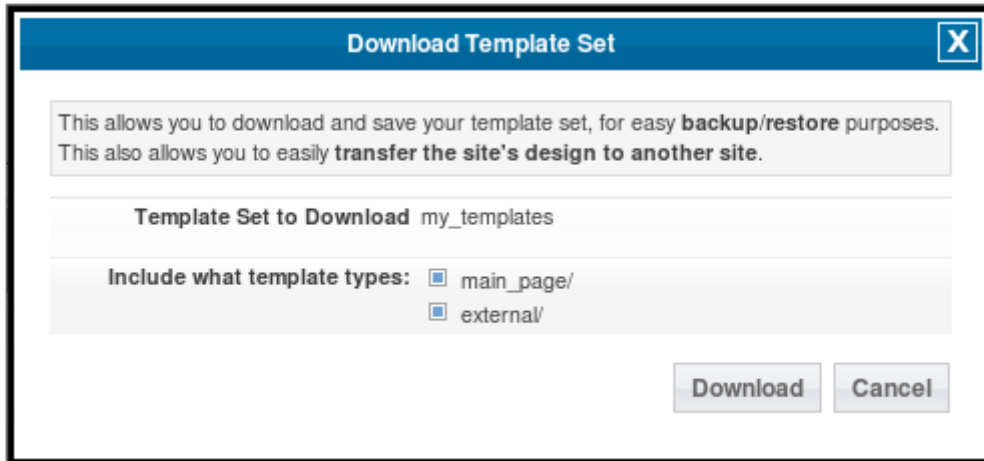 Download Template Set
X
This allows you to download and save your template set, for easy backup/restore purposes.
This also allows you to easily transfer the site's design to another site.
Template Set to Download my_templates
Include what template types: main_page/
external/
Download Cancel